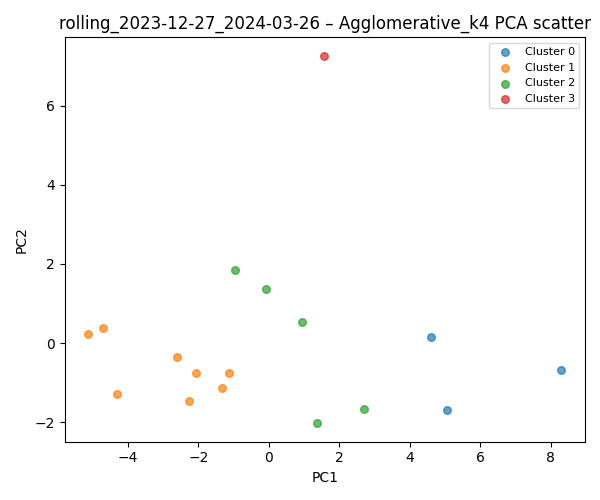 rolling_2023-12-27_2024-03-26 – Agglomerative_k4 PCA scatter
Cluster 0
Cluster 1
Cluster 2
Cluster 3
PC2
6
4
2
0
−2
−4
−2
0
2
4
6
8
PC1